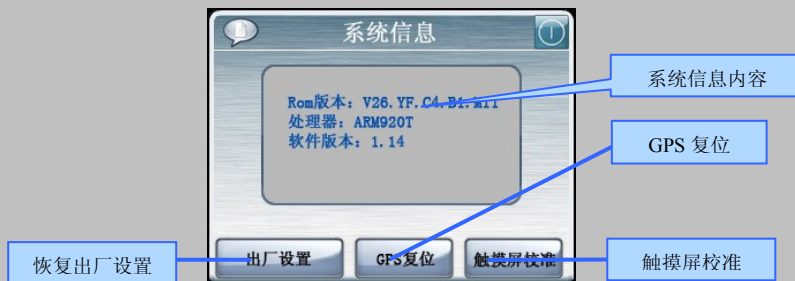 系统信息
系统信息内容
Rom版本：V26.YF.C4.B1.M11
处理器：ARM920T
软件版本：1.14
GPS 复位
恢复出厂设置
出厂设置
GPS复位
触摸屏校准
触摸屏校准